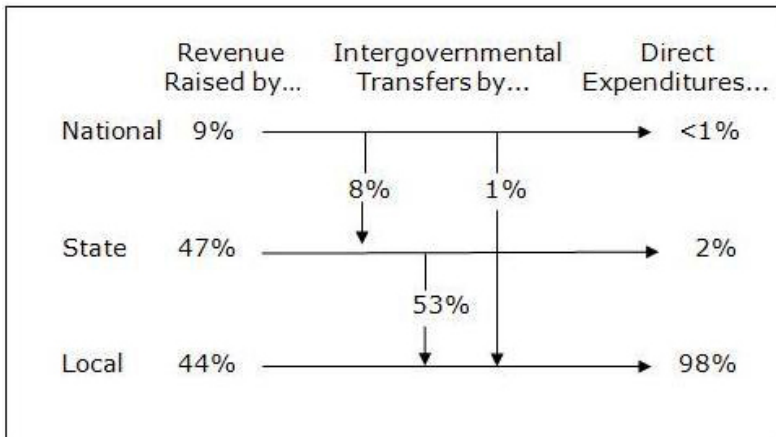 Revenue Intergovernmental Direct
Raised by... Transfers by... Expenditures...
National 9% <1%
8% 1%
State 47% 2%
53%
Local 44% 98%